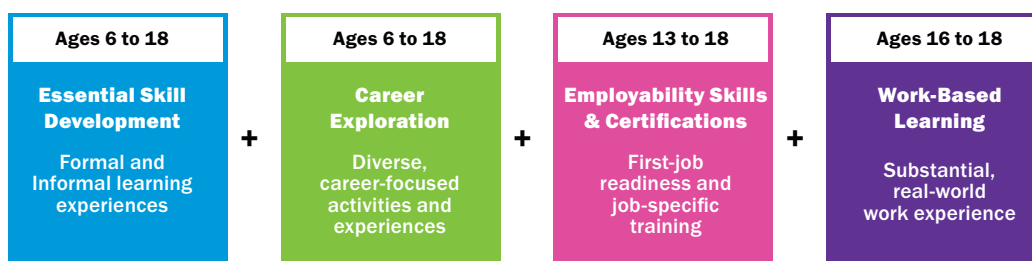 Ages 6 to 18
Essential Skill
Development
Formal and
Informal learning
experiences
+
Ages 6 to 18
Career
Exploration
Diverse,
career-focused
activities and
experiences
+
Ages 13 to 18
Employability Skills
& Certifications
First-job
readiness and
job-specific
training
+
Ages 16 to 18
Work-Based
Learning
Substantial,
real-world
work experience